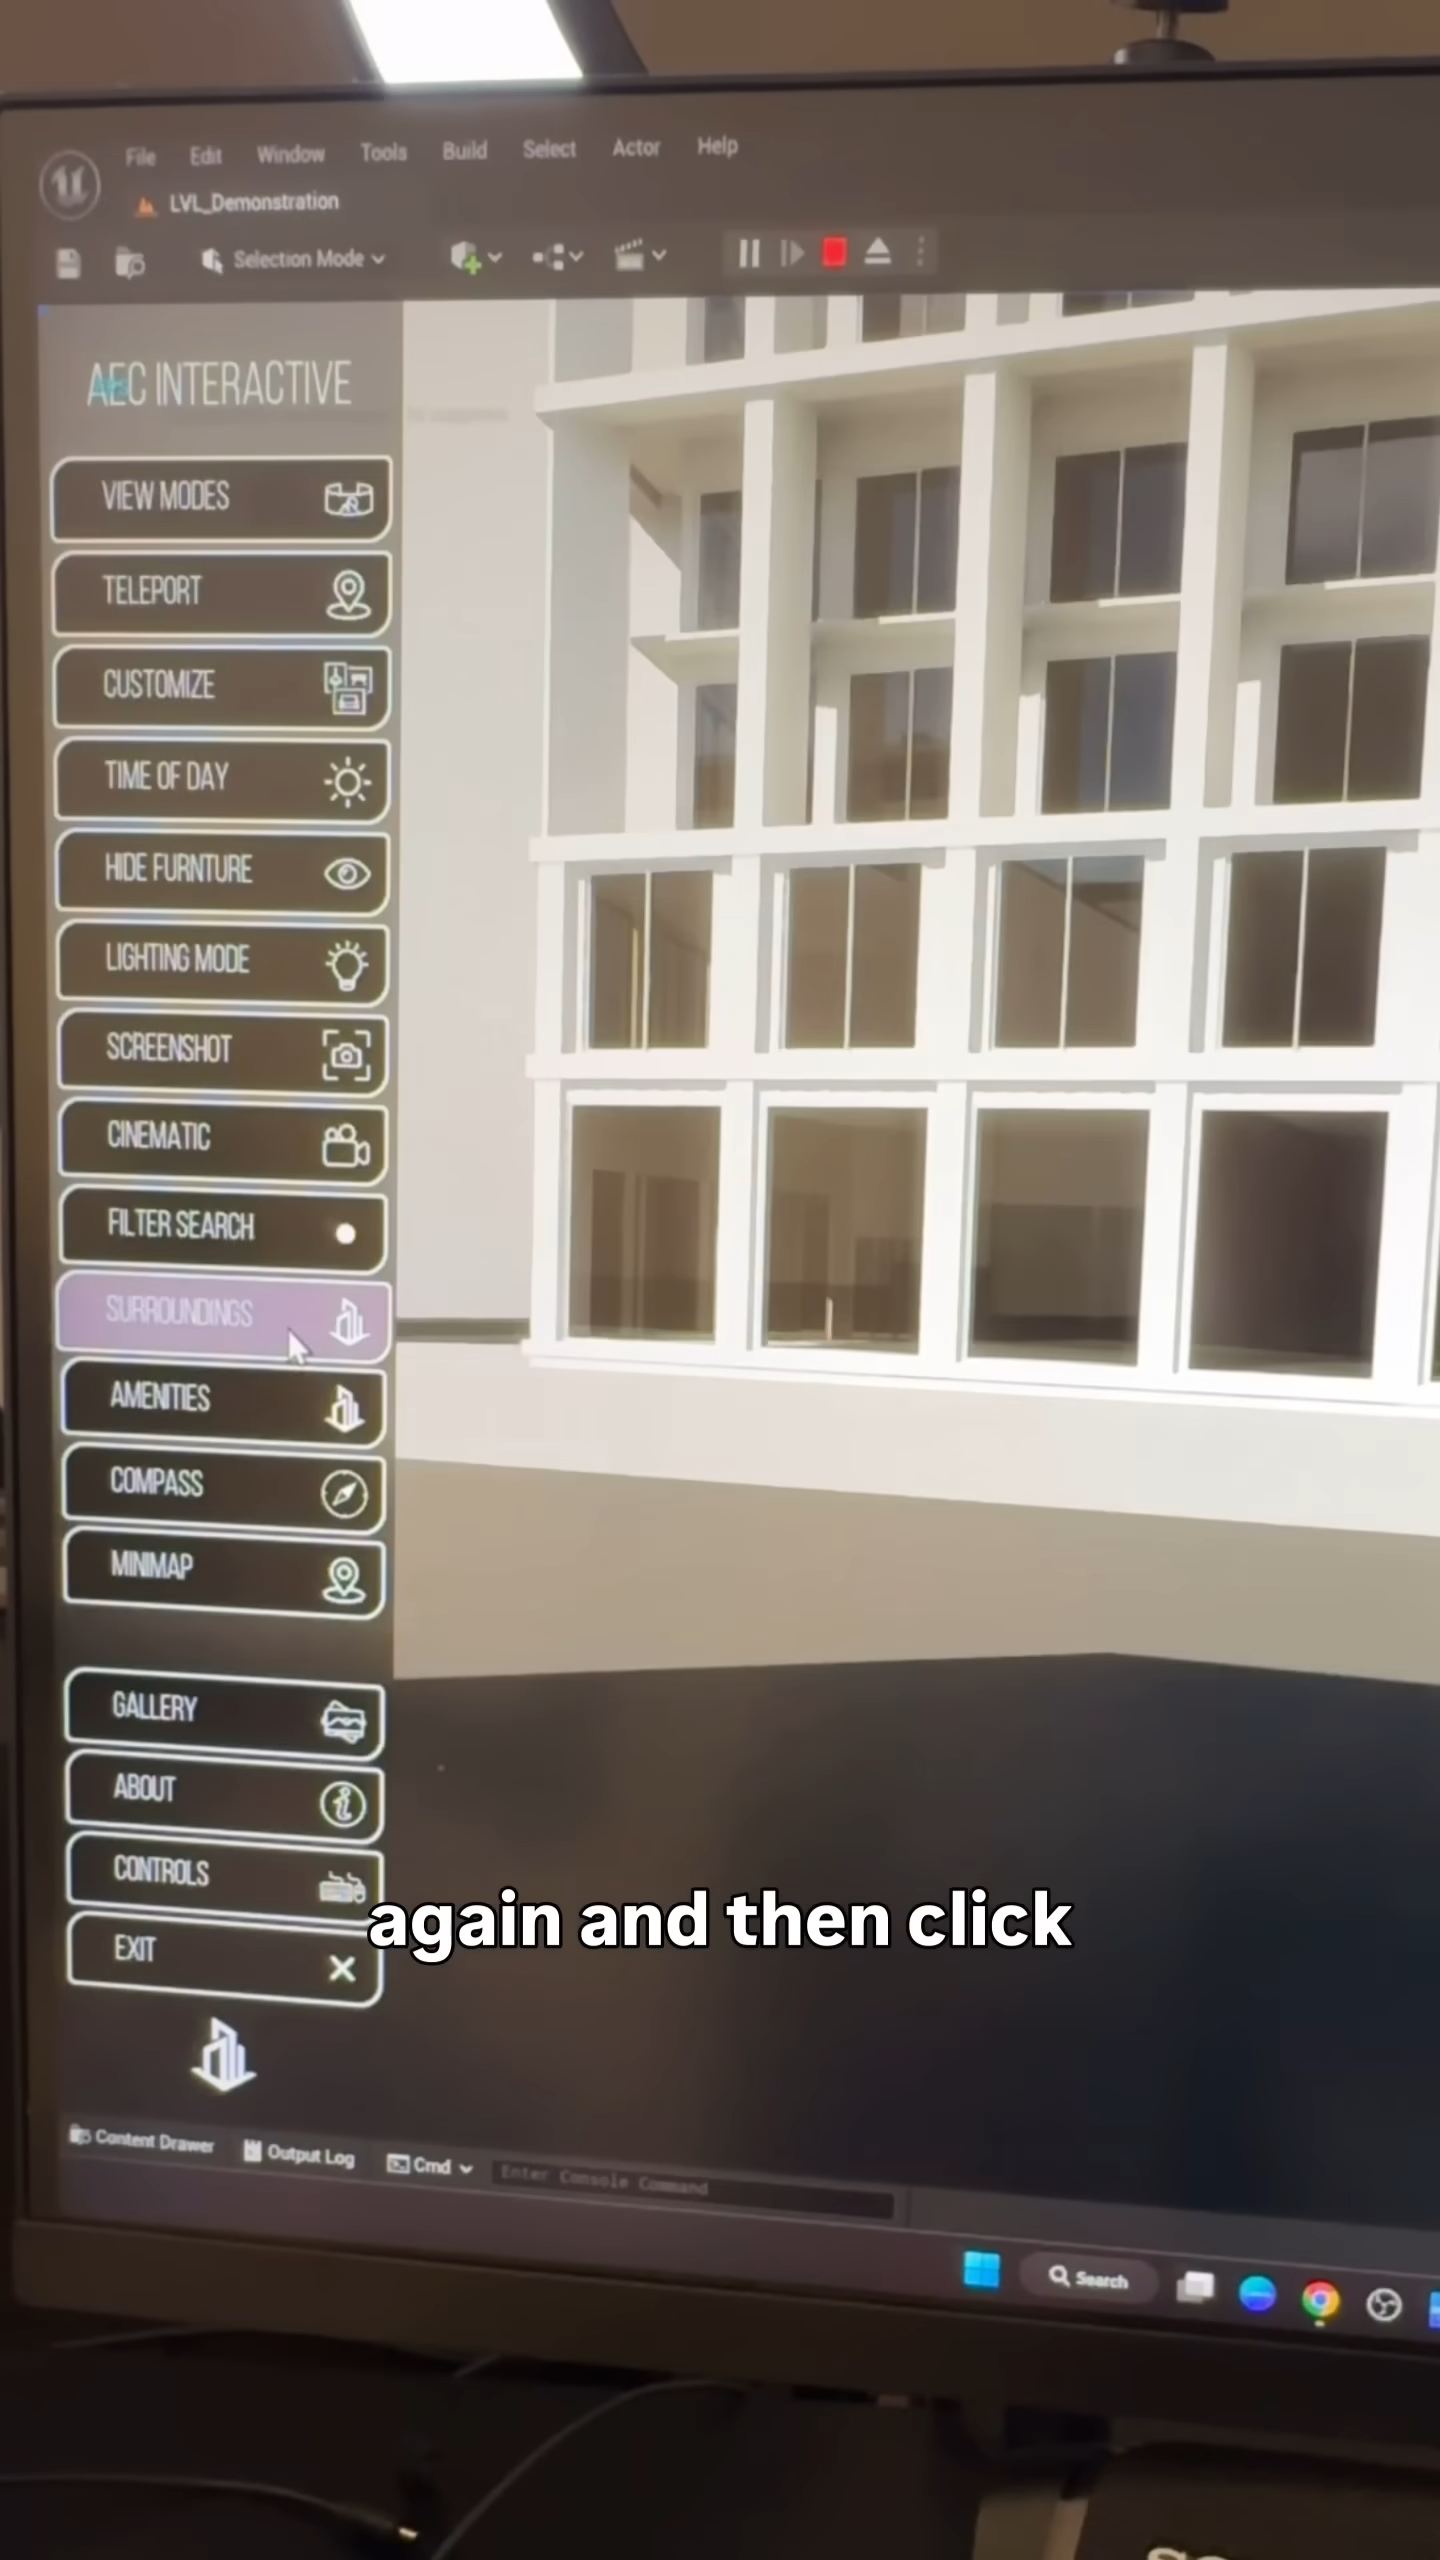 File Edit Window Tools Build Select Actor Help
LVL_Demonstration
Selection Mode
AEC INTERACTIVE
VIEW MODES
TELEPORT
CUSTOMIZE
TIME OF DAY
HIDE FURNTURE
LIGHTING MODE
SCREENSHOT
CINEMATIC
FILTER SEARCH
SURROUNDINGS
AMENITIES
COMPASS
MINIMAP
GALLERY
ABOUT
CONTROLS
again and then click
EXIT
Content Drawer Output Log Cmd Enter Console Command
Search